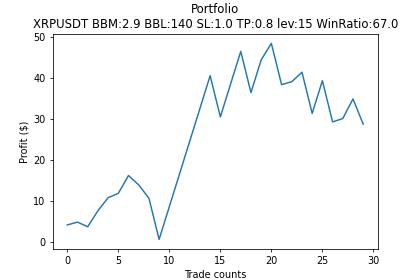 Portfolio
XRPUSDT BBM:2.9 BBL:140 SL:1.0 TP:0.8 lev:15 WinRatio:67.0
50
40
30
20
10
0
Profit ($)
0 5 10 15 20 25 30
Trade counts